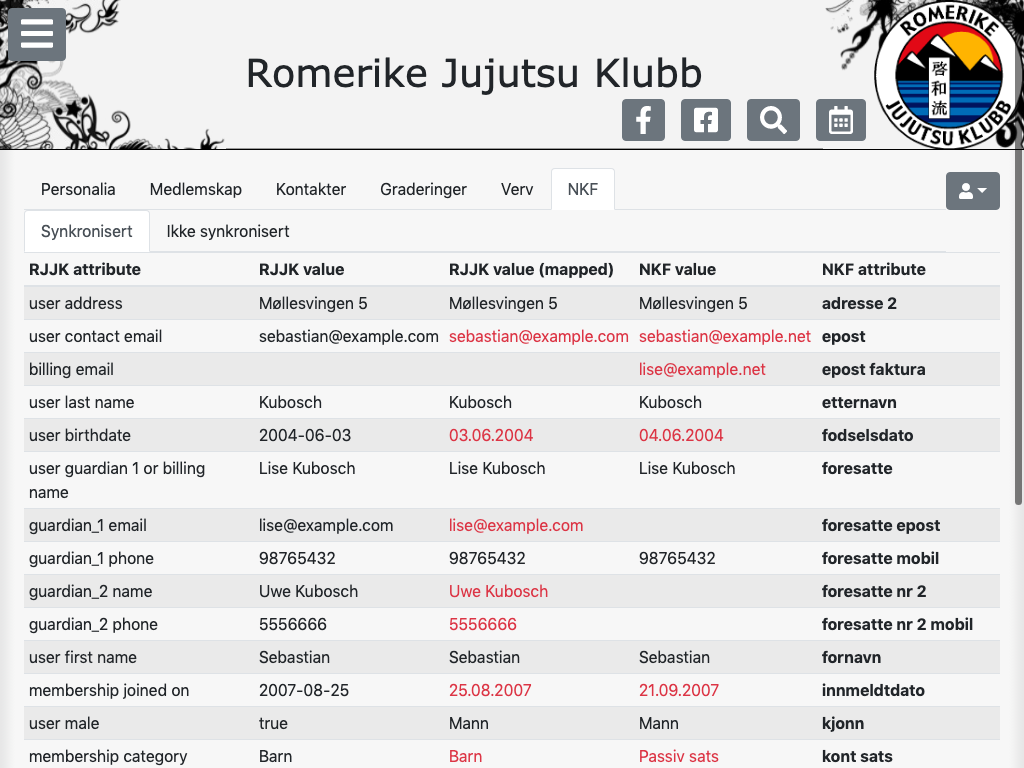 Romerike Jujutsu Klubb
ROMERIKE
啓和流
JUJUTSU KLUBB
Personalia Medlemskap Kontakter Graderinger Verv NKF
Synkronisert Ikke synkronisert
RJJK attribute RJJK value RJJK value (mapped) NKF value NKF attribute
user address Møllesvingen 5 Møllesvingen 5 Møllesvingen 5 adresse 2
user contact email sebastian@example.com sebastian@example.com sebastian@example.net epost
billing email lise@example.net epost faktura
user last name Kubosch Kubosch Kubosch etternavn
user birthdate 2004-06-03 03.06.2004 04.06.2004 fodselsdato
user guardian 1 or billing name Lise Kubosch Lise Kubosch Lise Kubosch foresatte
guardian_1 email lise@example.com lise@example.com foresatte epost
guardian_1 phone 98765432 98765432 98765432 foresatte mobil
guardian_2 name Uwe Kubosch Uwe Kubosch foresatte nr 2
guardian_2 phone 5556666 5556666 foresatte nr 2 mobil
user first name Sebastian Sebastian Sebastian fornavn
membership joined on 2007-08-25 25.08.2007 21.09.2007 innmeldtdato
user male true Mann Mann kjonn
membership category Barn Barn Passiv sats kont sats